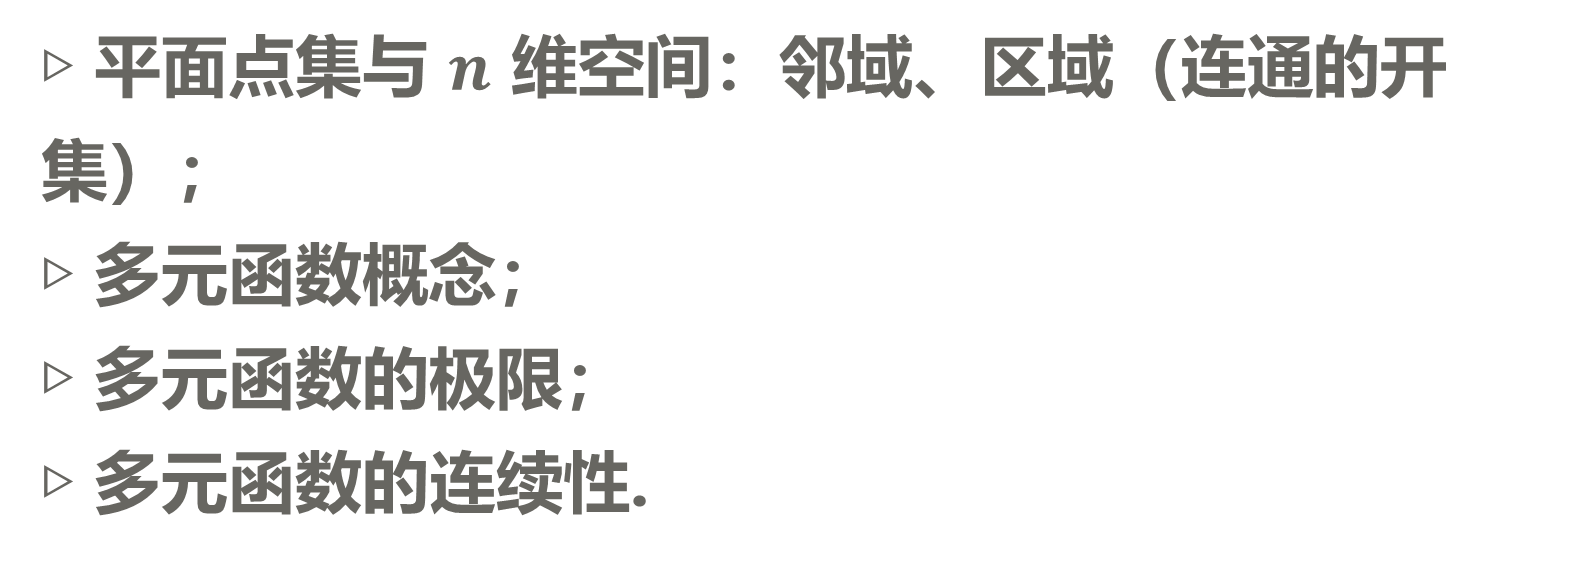 ▷ 平面点集与 n 维空间：邻域、区域（连通的开
集）；
▷ 多元函数概念；
▷ 多元函数的极限；
▷ 多元函数的连续性.